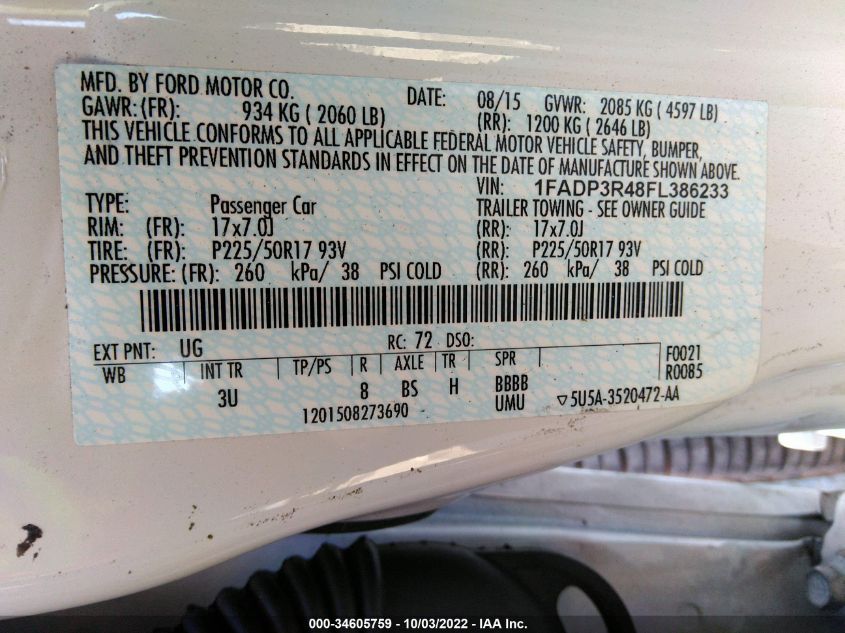 MFD. BY FORD MOTOR CO.
DATE: 08/15 GVWR: 2085 KG ( 4597 LB)
GAWR: (FR): 934 KG ( 2060 LB) (RR): 1200 KG ( 2646 LB)
THIS VEHICLE CONFORMS TO ALL APPLICABLE FEDERAL MOTOR VEHICLE SAFETY, BUMPER,
AND THEFT PREVENTION STANDARDS IN EFFECT ON THE DATE OF MANUFACTURE SHOWN ABOVE.
VIN: 1FADP3R48FL386233
TYPE: Passenger Car TRAILER TOWING - SEE OWNER GUIDE
RIM: (FR): 17x7.0J (RR): 17x7.0J
TIRE: (FR): P225/50R17 93V (RR): P225/50R17 93V
PRESSURE: (FR): 260 kPa/ 38 PSI COLD (RR): 260 kPa/ 38 PSI COLD
EXT PNT: UG RC: 72 DSO:
WB INT TR TP/PS R AXLE TR SPR F0021
R0085
3U 8 BS H BBBB
UMU ▽5U5A-3520472-AA
1201508273690
000-34605759 - 10/03/2022 - IAA Inc.